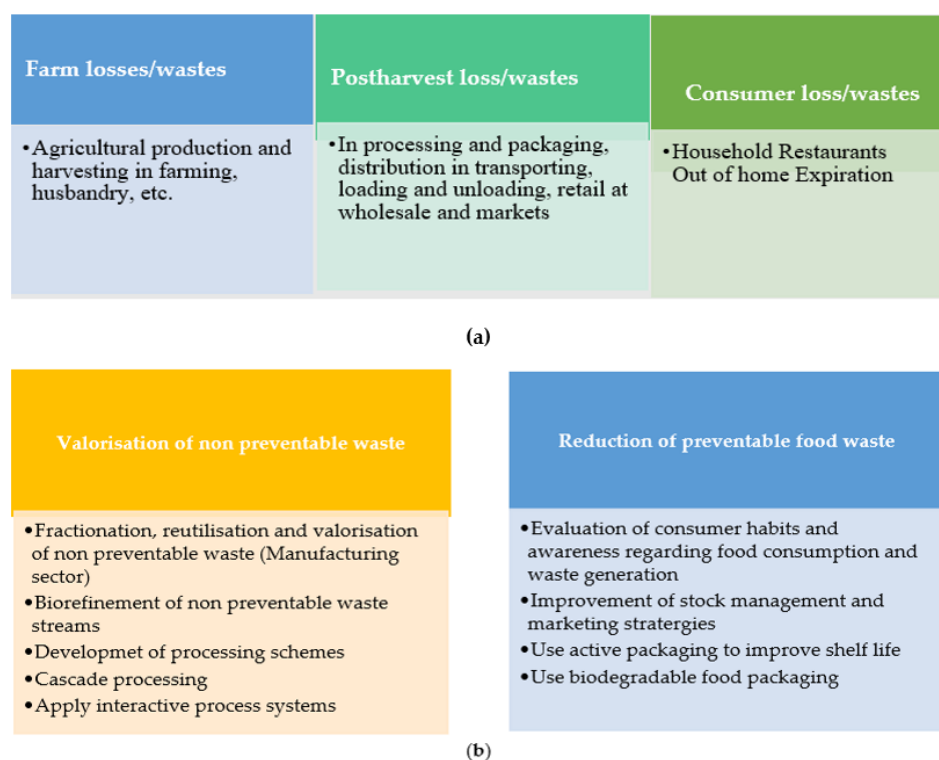 Farm losses/wastes
Postharvest loss/wastes
Consumer loss/wastes
•Agricultural production and
harvesting in farming,
husbandry, etc.
•In processing and packaging,
distribution in transporting,
loading and unloading, retail at
wholesale and markets
•Household Restaurants
Out of home Expiration
(a)
Valorisation of non preventable waste
Reduction of preventable food waste
•Fractionation, reutilisation and valorisation
of non preventable waste (Manufacturing
sector)
•Biorefinement of non preventable waste
streams
•Developmet of processing schemes
•Cascade processing
•Apply interactive process systems
•Evaluation of consumer habits and
awareness regarding food consumption and
waste generation
•Improvement of stock management and
marketing stratergies
•Use active packaging to improve shelf life
•Use biodegradable food packaging
(b)